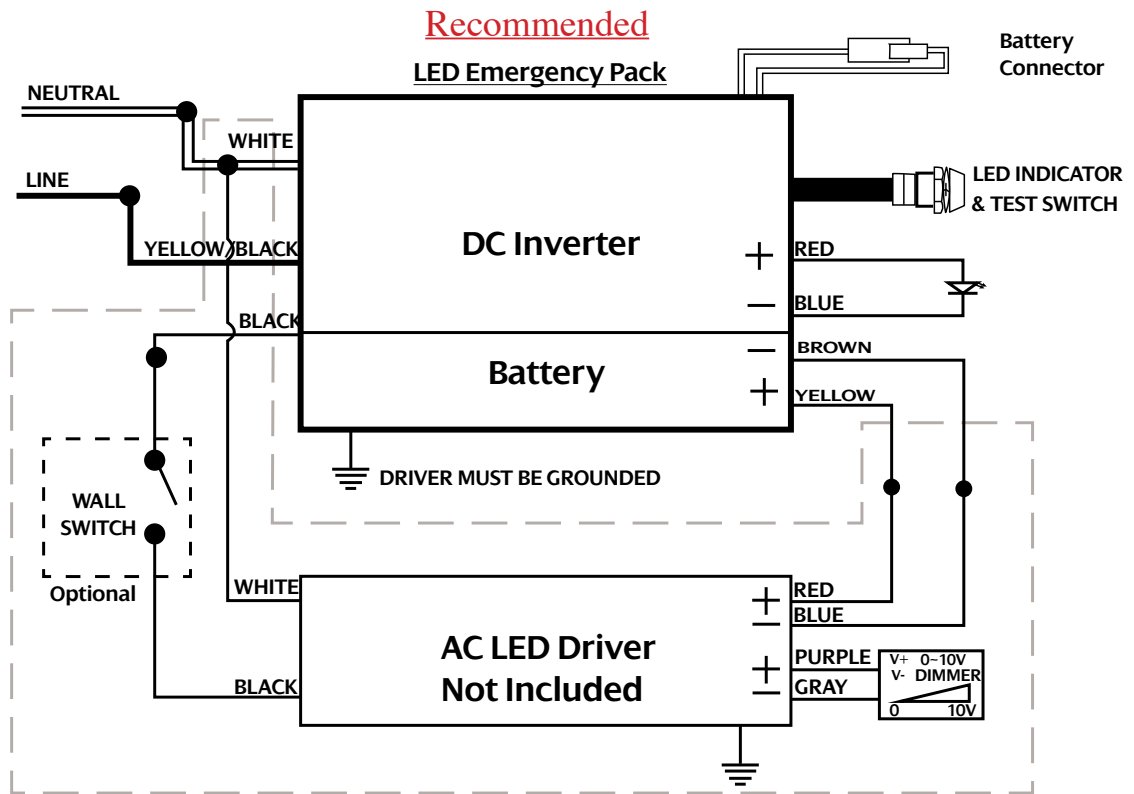 Recommended
LED Emergency Pack
Battery
Connector
NEUTRAL
WHITE
LINE
LED INDICATOR
& TEST SWITCH
YELLOW/BLACK
DC Inverter
+
RED
−
BLUE
BLACK
Battery
−
BROWN
+
YELLOW
DRIVER MUST BE GROUNDED
WALL
SWITCH
Optional
WHITE
AC LED Driver
Not Included
+
RED
−
BLUE
+
PURPLE
−
GRAY
BLACK
V+ 0~10V
V- DIMMER
0 10V